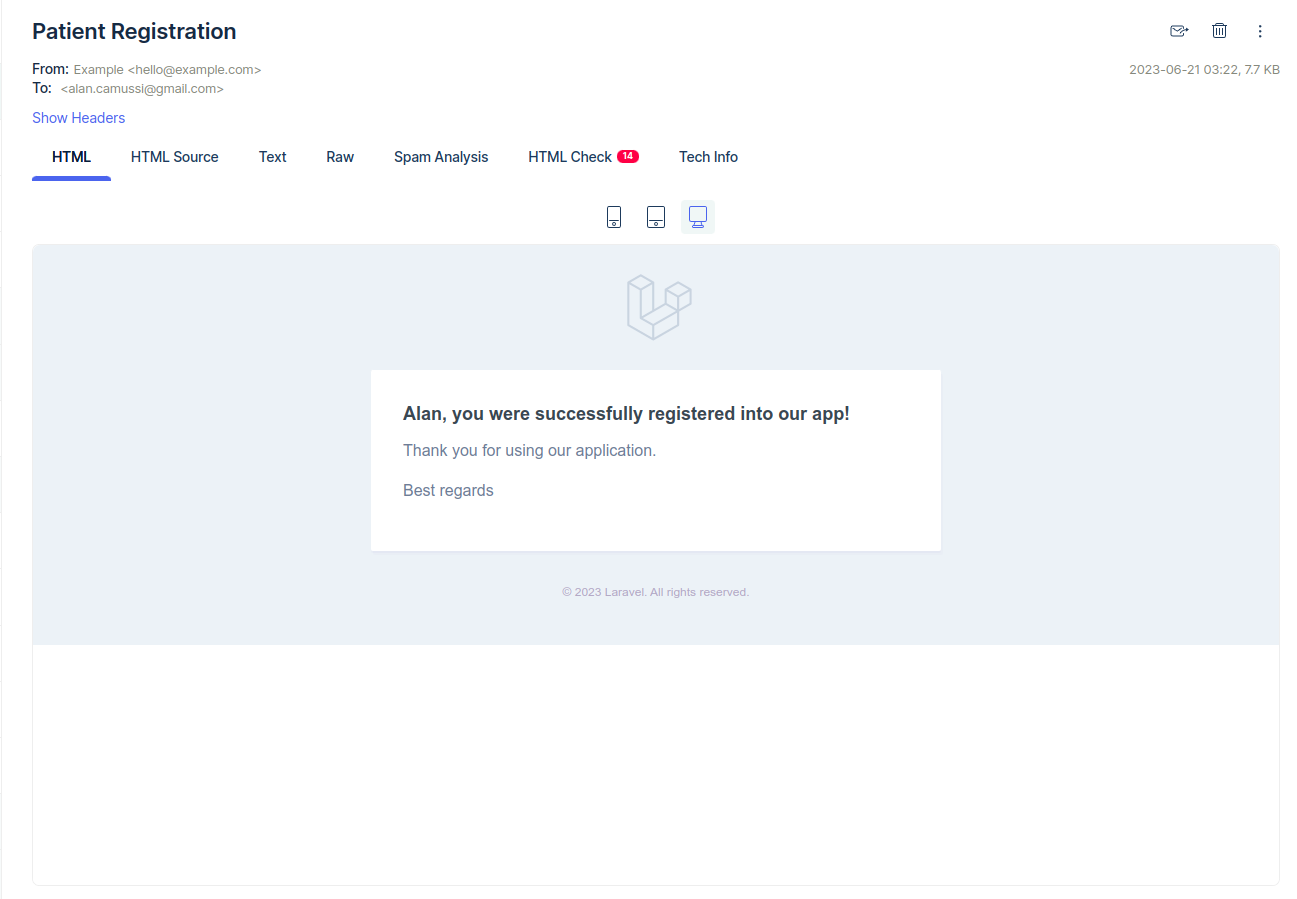 Patient Registration
From: Example <hello@example.com>
2023-06-21 03:22, 7.7 KB
To: <alan.camussi@gmail.com>
Show Headers
HTML HTML Source Text Raw Spam Analysis HTML Check 14 Tech Info
Alan, you were successfully registered into our app!
Thank you for using our application.
Best regards
© 2023 Laravel. All rights reserved.